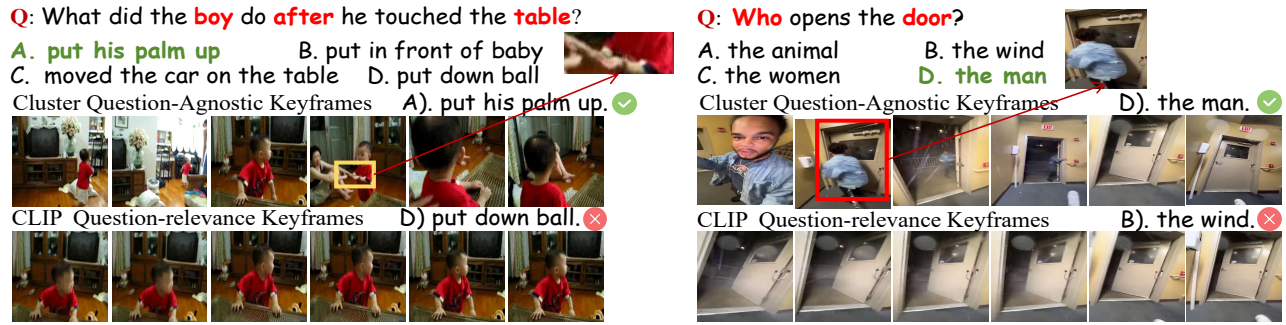 Q: What did the boy do after he touched the table?
A. put his palm up B. put in front of baby
C. moved the car on the table D. put down ball
Cluster Question-Agnostic Keyframes A). put his palm up.
CLIP Question-relevance Keyframes D) put down ball.
Q: Who opens the door?
A. the animal B. the wind
C. the women D. the man
Cluster Question-Agnostic Keyframes D). the man.
EXIT
EXIT
CLIP Question-relevance Keyframes B). the wind.